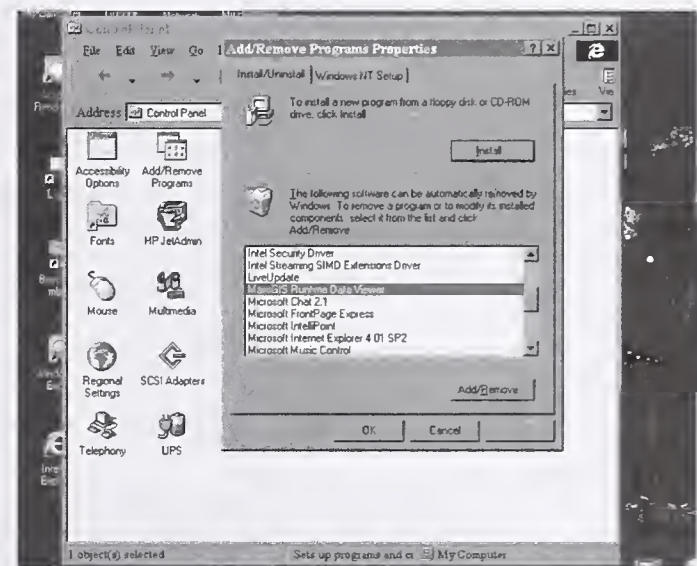 File Edit View Go
Add/Remove Programs Properties
Install/Uninstall Windows NT Setup
Address Control Panel
To install a new program from a floppy disk or CD-ROM
drive, click Install
Install
Accessibility Options
Add/Remove Programs
Fonts
HP JetAdmin
Mouse
Multimedia
Regional Settings
SCSI Adapters
Telephony
UPS
The following software can be automatically removed by
Windows. To remove a program or to modify its installed
components, select it from the list and click
Add/Remove
Intel Security Driver
Intel Streaming SIMD Extensions Driver
LiveUpdate
Runtime Data Viewer
Microsoft Chat 2.1
Microsoft FrontPage Express
Microsoft IntelliPoint
Microsoft Internet Explorer 4.01 SP2
Microsoft Music Control
Add/Remove
OK Cancel
1 object(s) selected
Sets up programs and cr
My Computer